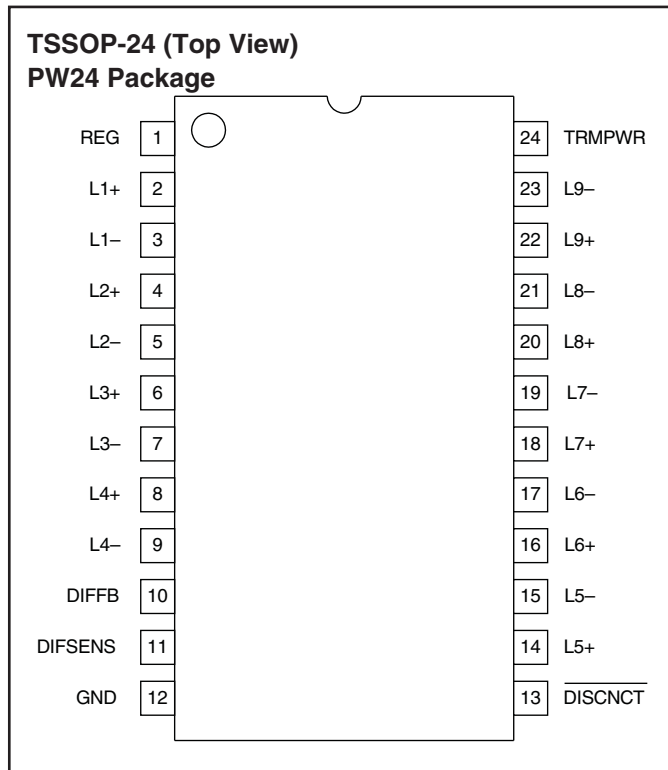 TSSOP-24 (Top View)
PW24 Package
REG 1 24 TRMPWR
L1+ 2 23 L9–
L1– 3 22 L9+
L2+ 4 21 L8–
L2– 5 20 L8+
L3+ 6 19 L7–
L3– 7 18 L7+
L4+ 8 17 L6–
L4– 9 16 L6+
DIFFB 10 15 L5–
DIFSENS 11 14 L5+
GND 12 13 DISCNCT